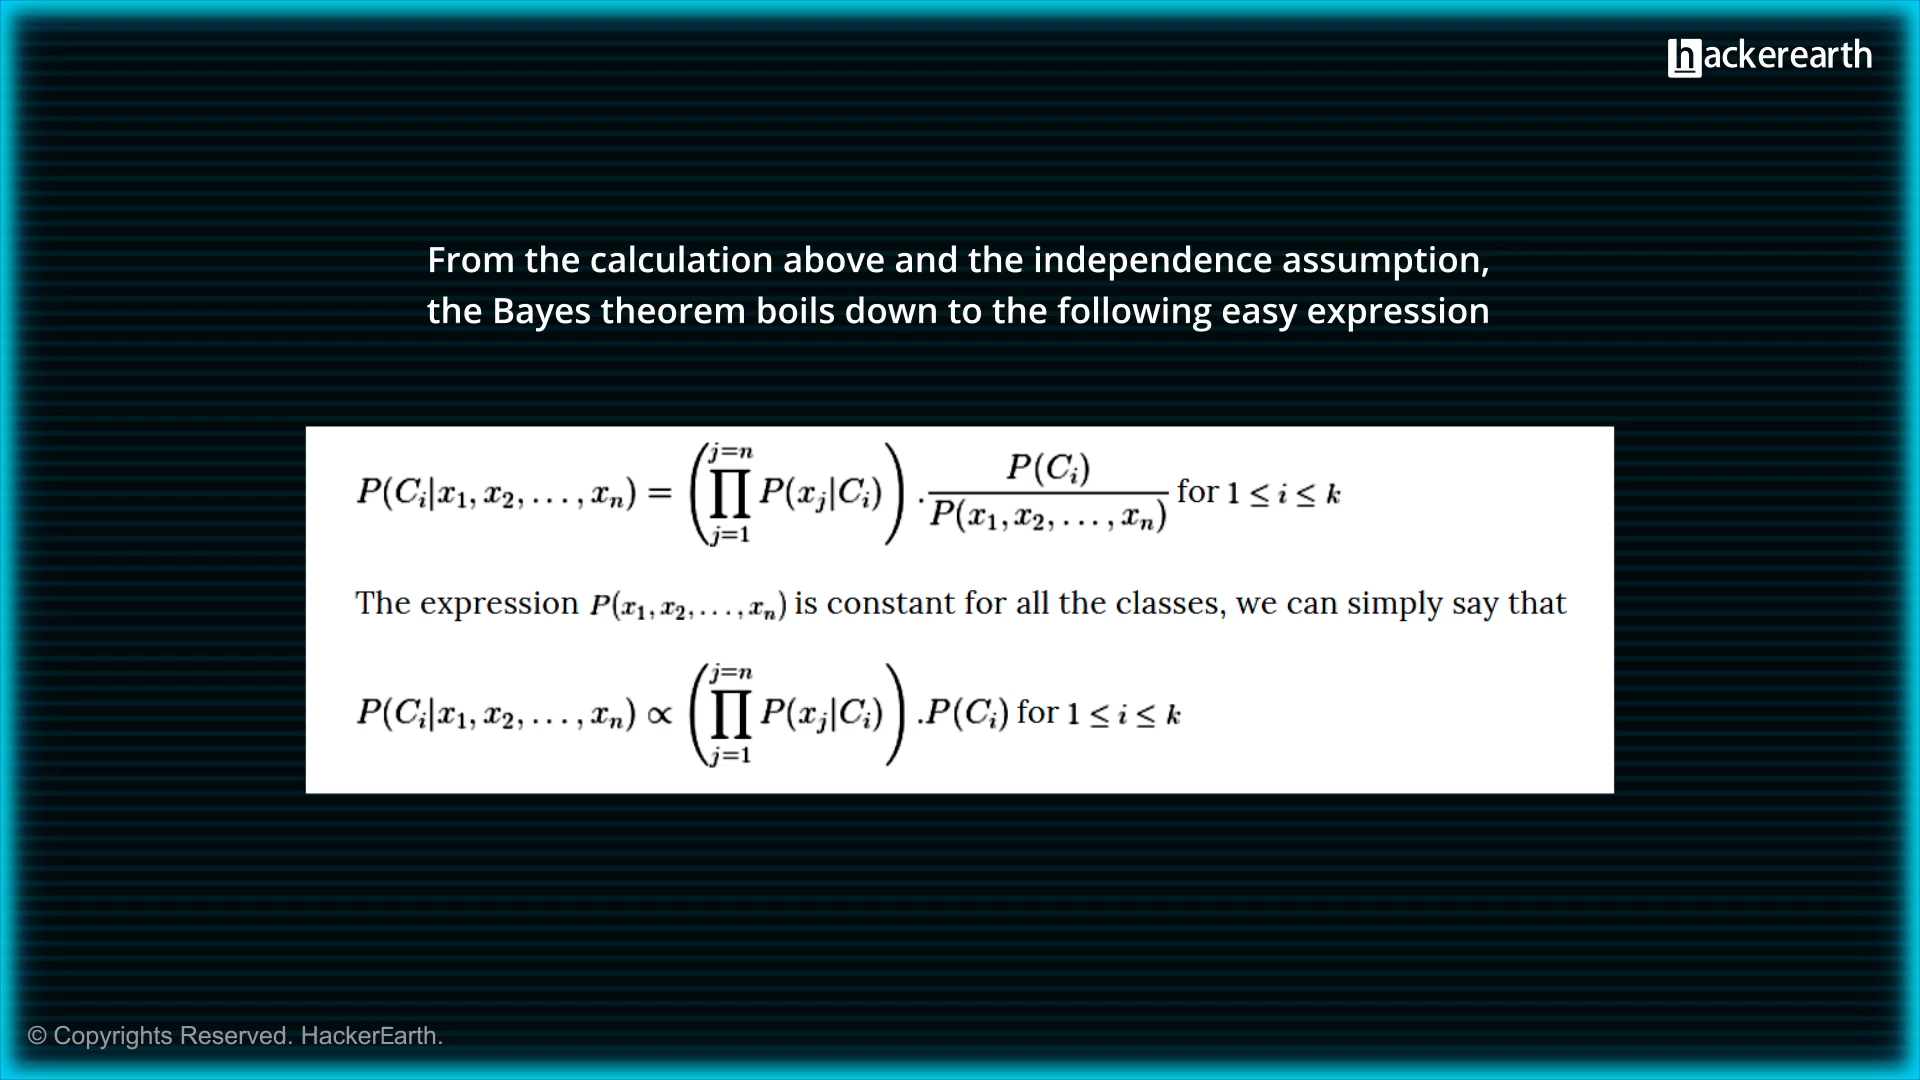 hackerearth
From the calculation above and the independence assumption,
the Bayes theorem boils down to the following easy expression
P(C_i|x_1, x_2, . . . , x_n) = (∏_{j=1}^{j=n} P(x_j|C_i)) . P(C_i) / P(x_1, x_2, . . . , x_n) for 1 ≤ i ≤ k
The expression P(x_1, x_2, . . . , x_n) is constant for all the classes, we can simply say that
P(C_i|x_1, x_2, . . . , x_n) ∝ (∏_{j=1}^{j=n} P(x_j|C_i)) .P(C_i) for 1 ≤ i ≤ k
© Copyrights Reserved. HackerEarth.